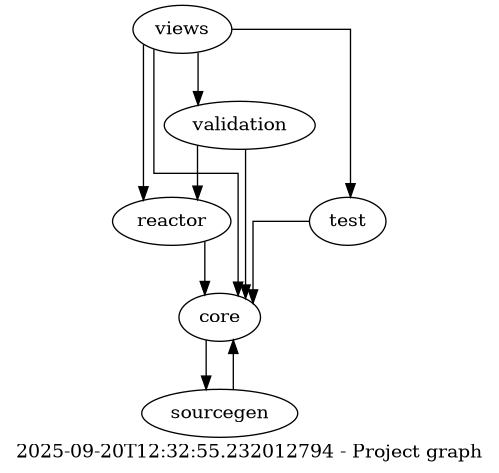 views
validation
reactor
test
core
sourcegen
2025-09-20T12:32:55.232012794 - Project graph